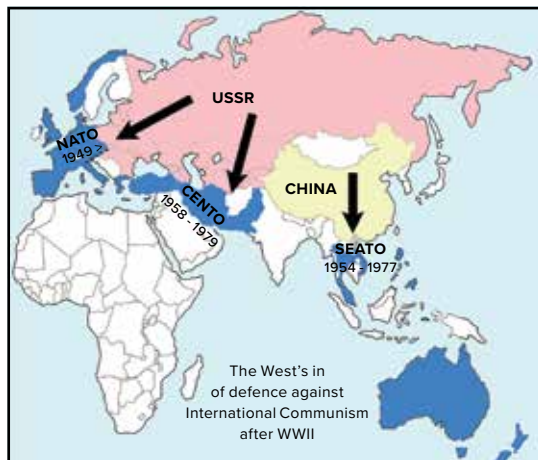 USSR
NATO
1949 >
CENTO
1958 - 1979
CHINA
SEATO
1954 - 1977
The West's in
of defence against
International Communism
after WWII